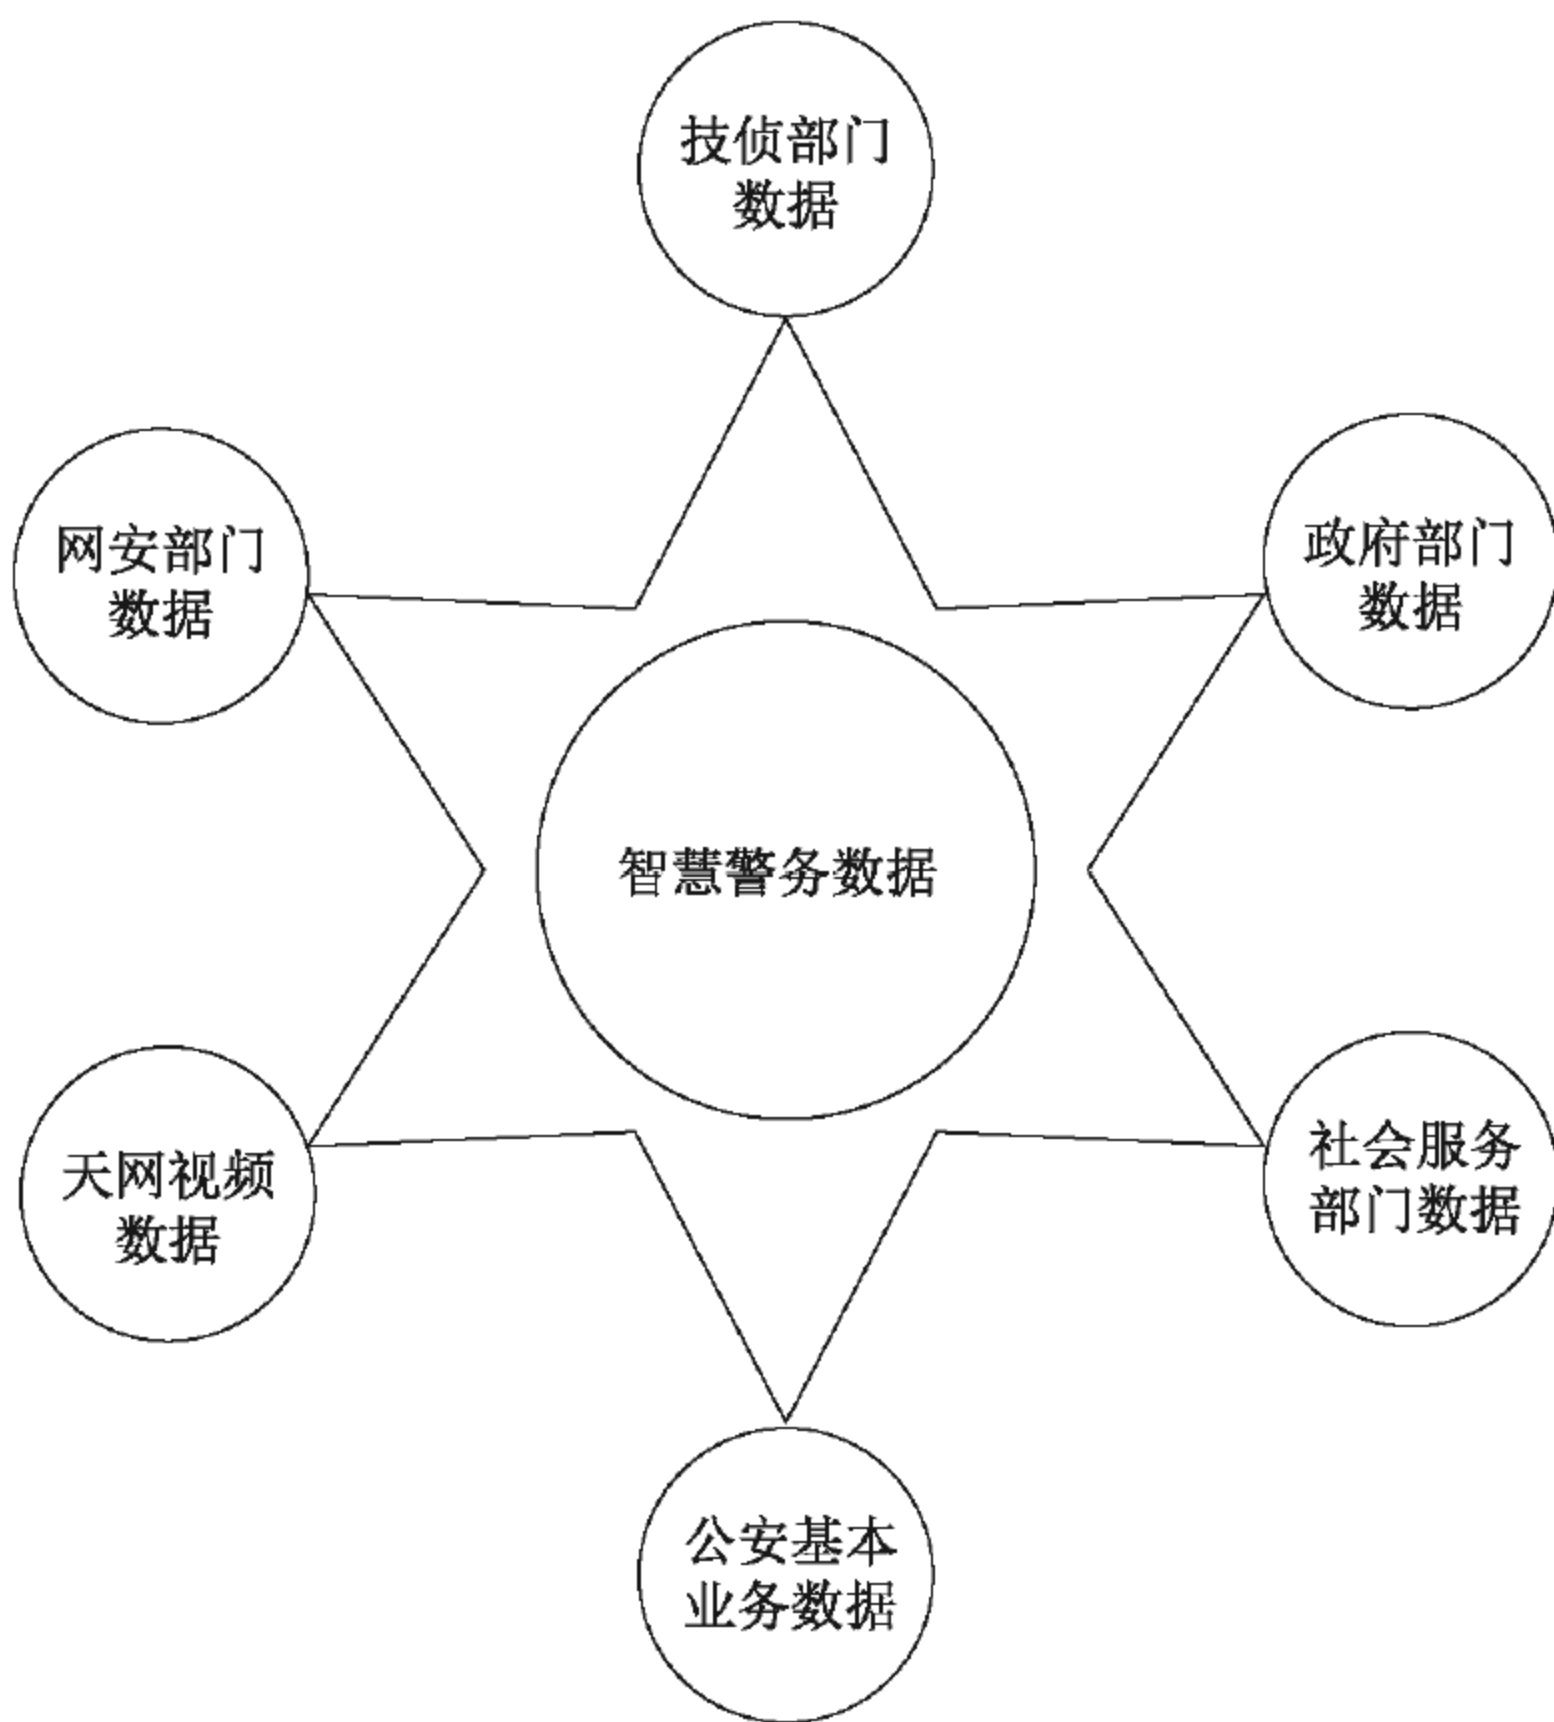 技侦部门
数据
网安部门
数据
政府部门
数据
智慧警务数据
天网视频
数据
社会服务
部门数据
公安基本
业务数据